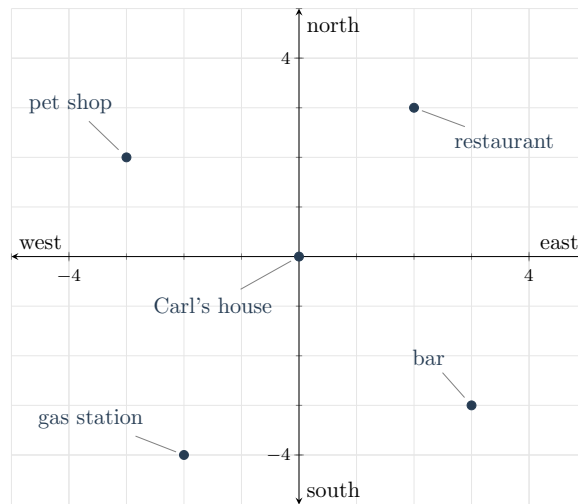 north
4
pet shop
restaurant
west
east
−4
4
Carl's house
bar
gas station
−4
south